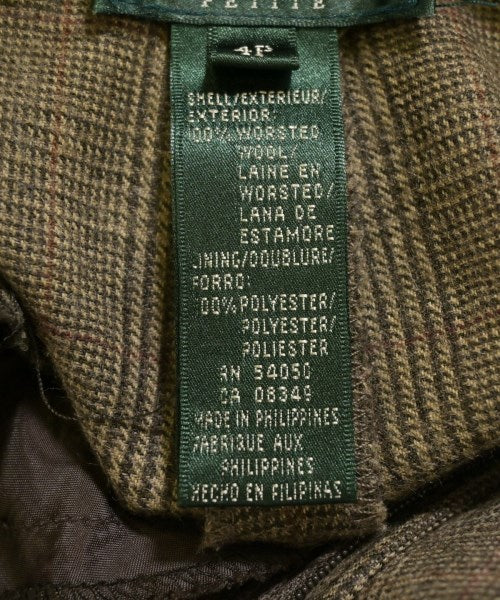 PETITE
4P
SHELL/EXTERIEUR/
EXTERIOR:
100% WORSTED
WOOL/
LAINE EN
WORSTED/
LANA DE
ESTAMORE
LINING/DOUBLURE/
FORRO:
100% POLYESTER/
POLYESTER/
POLIESTER
RN 54050
CA 08349
MADE IN PHILIPPINES
FABRIQUE AUX
PHILIPPINES
HECHO EN FILIPINAS